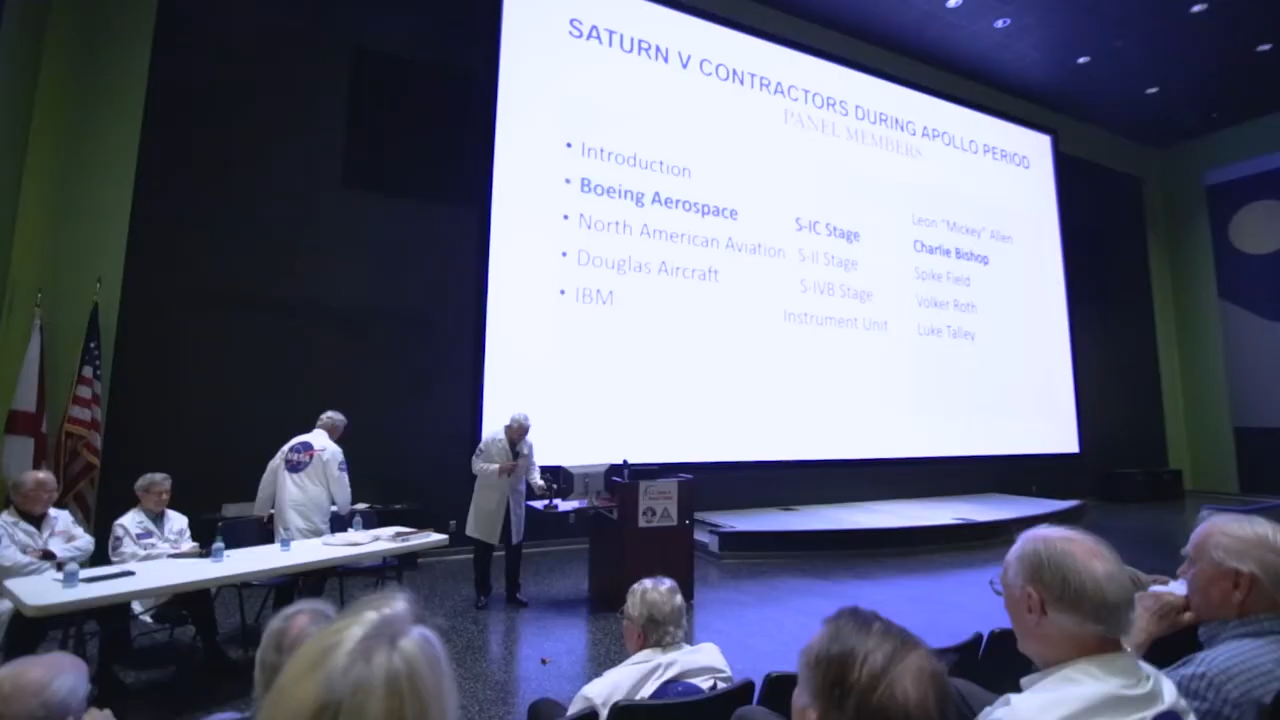 SATURN V CONTRACTORS DURING APOLLO PERIOD
PANEL MEMBERS
• Introduction Leon "Mickey" Allen
• Boeing Aerospace S-IC Stage Charlie Bishop
• North American Aviation S-II Stage Spike Field
• Douglas Aircraft S-IVB Stage Volker Roth
• IBM Instrument Unit Luke Talley
NASA